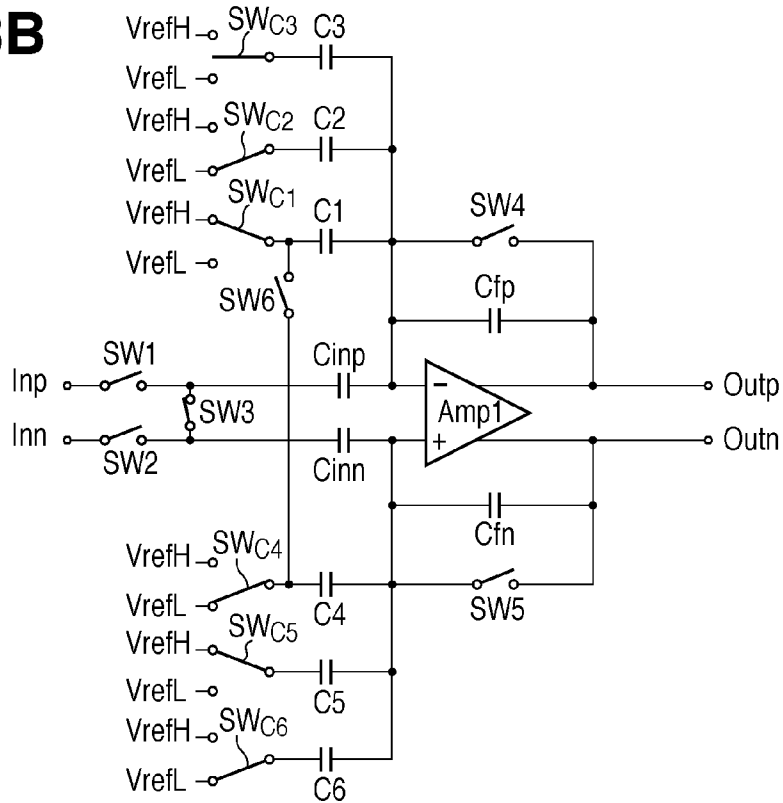 BB
VrefH SWC3 C3
VrefL
VrefH SWC2 C2
VrefL
VrefH SWC1 C1 SW4
VrefL
SW6 Cfp
Inp SW1 Cinp Outp
SW3 − Amp1
Inn SW2 Cinn + Outn
Cfn
VrefH SWC4
VrefL C4 SW5
VrefH SWC5
VrefL C5
VrefH SWC6
VrefL C6